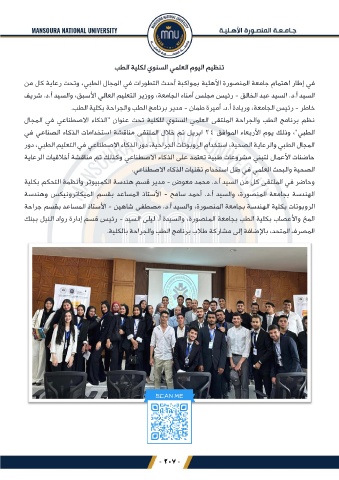 MANSOURA NATIONAL UNIVERSITY
جـامـعـة المنصـورة الأهـلـيـة
تنظيم اليوم العلمي السنوي لكلية الطب
في إطار اهتمام جامعة المنصورة الأهلية بمواكبة أحدث التطورات في المجال الطبي، وتحت رعاية كل من
السيد أ.د. السيد عبد الخالق - رئيس مجلس أمناء الجامعة، ووزير التعليم العالي الأسبق، والسيد أ.د. شريف
خاطر - رئيس الجامعة، وريادة أ.د. أميرة طمان - مدير برنامج الطب والجراحة بكلية الطب.
نظم برنامج الطب والجراحة الملتقى العلمي السنوي للكلية تحت عنوان "الذكاء الاصطناعي في المجال
الطبي"، وذلك يوم الأربعاء الموافق ٢٤ ابريل تم خلال الملتقى مناقشة استخدامات الذكاء الصناعي في
المجال الطبي والرعاية الصحية، استخدام الروبوتات الجراحية، دور الذكاء الاصطناعي في التعليم الطبي، دور
حاضنات الأعمال لتبني مشروعات طبية تعتمد على الذكاء الاصطناعي وكذلك تم مناقشة أخلاقيات الرعاية
الصحية والبحث العلمي في ظل استخدام تقنيات الذكاء الاصطناعي.
وحاضر في الملتقى كل من السيد أ.د. محمد معوض - مدير قسم هندسة الكمبيوتر وأنظمة التحكم بكلية
الهندسة بجامعة المنصورة، والسيد أ.د. أحمد سامح - الأستاذ المساعد بقسم الميكاترونيكس وهندسة
الروبوتات بكلية الهندسة بجامعة المنصورة، والسيد أ.د. مصطفى شاهين - الأستاذ المساعد بقسم جراحة
المخ والأعصاب بكلية الطب بجامعة المنصورة، والسيدة أ. ليلى السيد - رئيس قسم إدارة رواد النيل ببنك
المصرف المتحد، بالإضافة إلى مشاركة طلاب برنامج الطب والجراحة بالكلية.
SCAN ME
- ٢٠٧ -